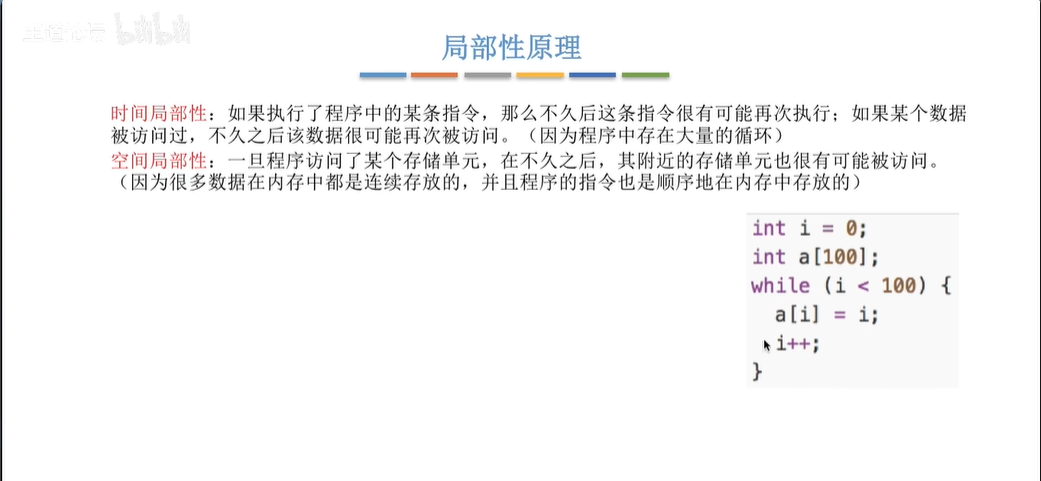 bilibili
局部性原理
时间局部性：如果执行了程序中的某条指令，那么不久后这条指令很有可能再次执行；如果某个数据
被访问过，不久之后该数据很可能再次被访问。（因为程序中存在大量的循环）
空间局部性：一旦程序访问了某个存储单元，在不久之后，其附近的存储单元也很有可能被访问。
（因为很多数据在内存中都是连续存放的，并且程序的指令也是顺序地在内存中存放的）
int i = 0;
int a[100];
while (i < 100) {
a[i] = i;
i++;
}